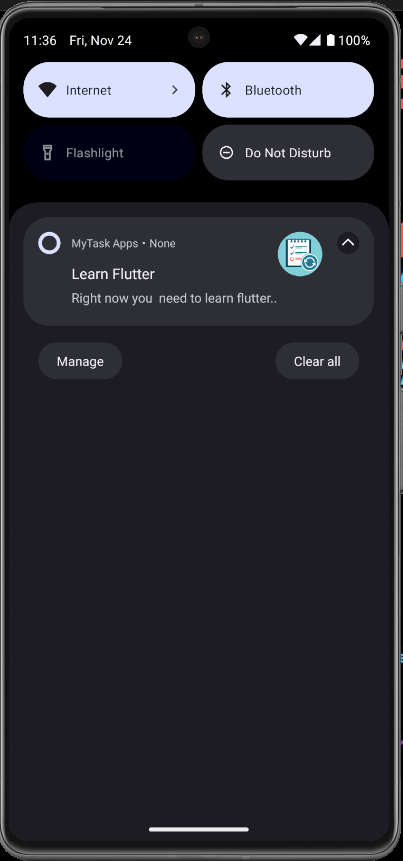 11:36 Fri, Nov 24 100%
Internet Bluetooth
Flashlight Do Not Disturb
MyTask Apps • None
Learn Flutter
Right now you  need to learn flutter..
Manage Clear all